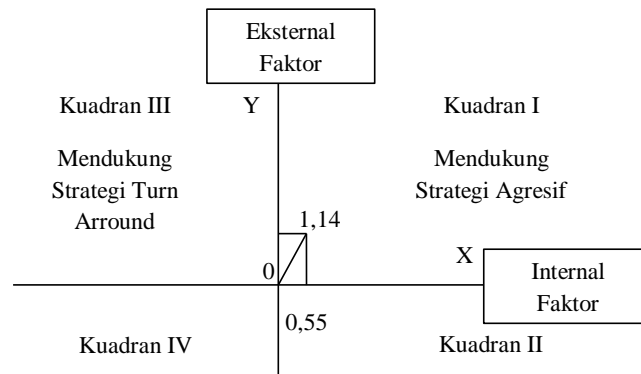 Eksternal
Faktor
Kuadran III
Y
Kuadran I
Mendukung
Strategi Turn
Arround
Mendukung
Strategi Agresif
1,14
X
0
Internal
Faktor
0,55
Kuadran IV
Kuadran II